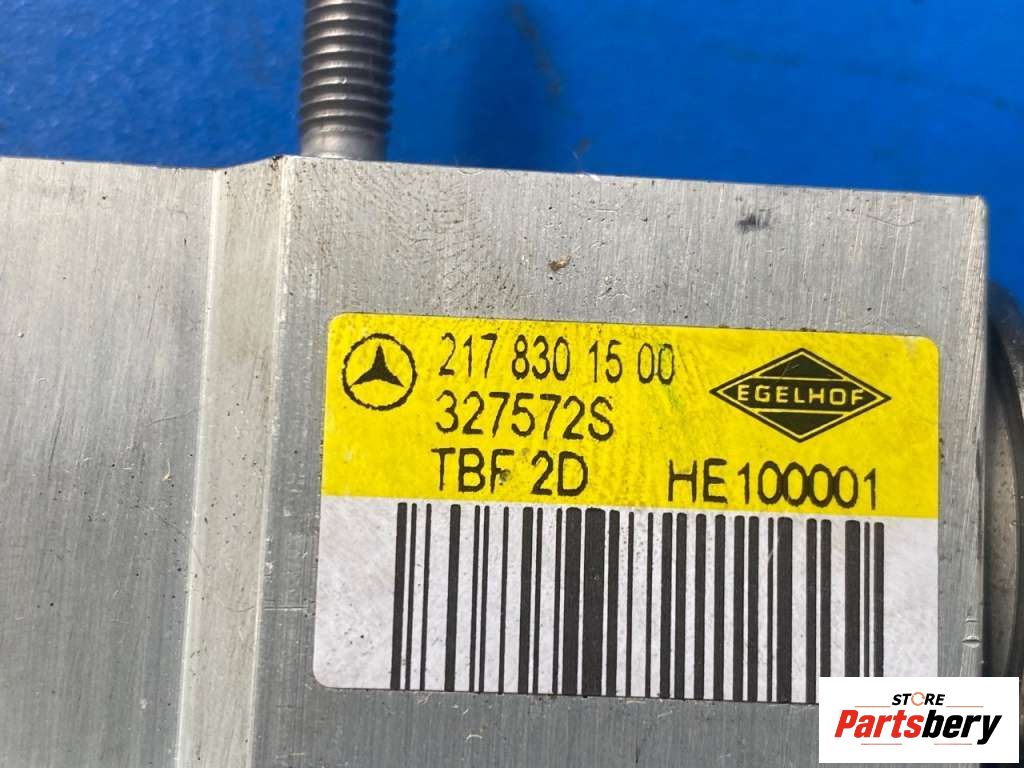 217 830 15 00
EGELHOF
327572S
TBF 2D HE100001
STORE
Partsbery